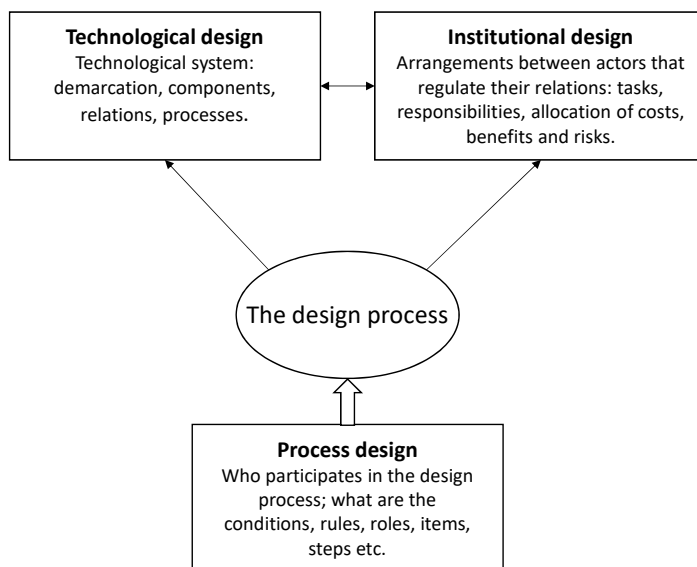 Technological design
Technological system:
demarcation, components,
relations, processes.
Institutional design
Arrangements between actors that
regulate their relations: tasks,
responsibilities, allocation of costs,
benefits and risks.
The design process
Process design
Who participates in the design
process; what are the
conditions, rules, roles, items,
steps etc.